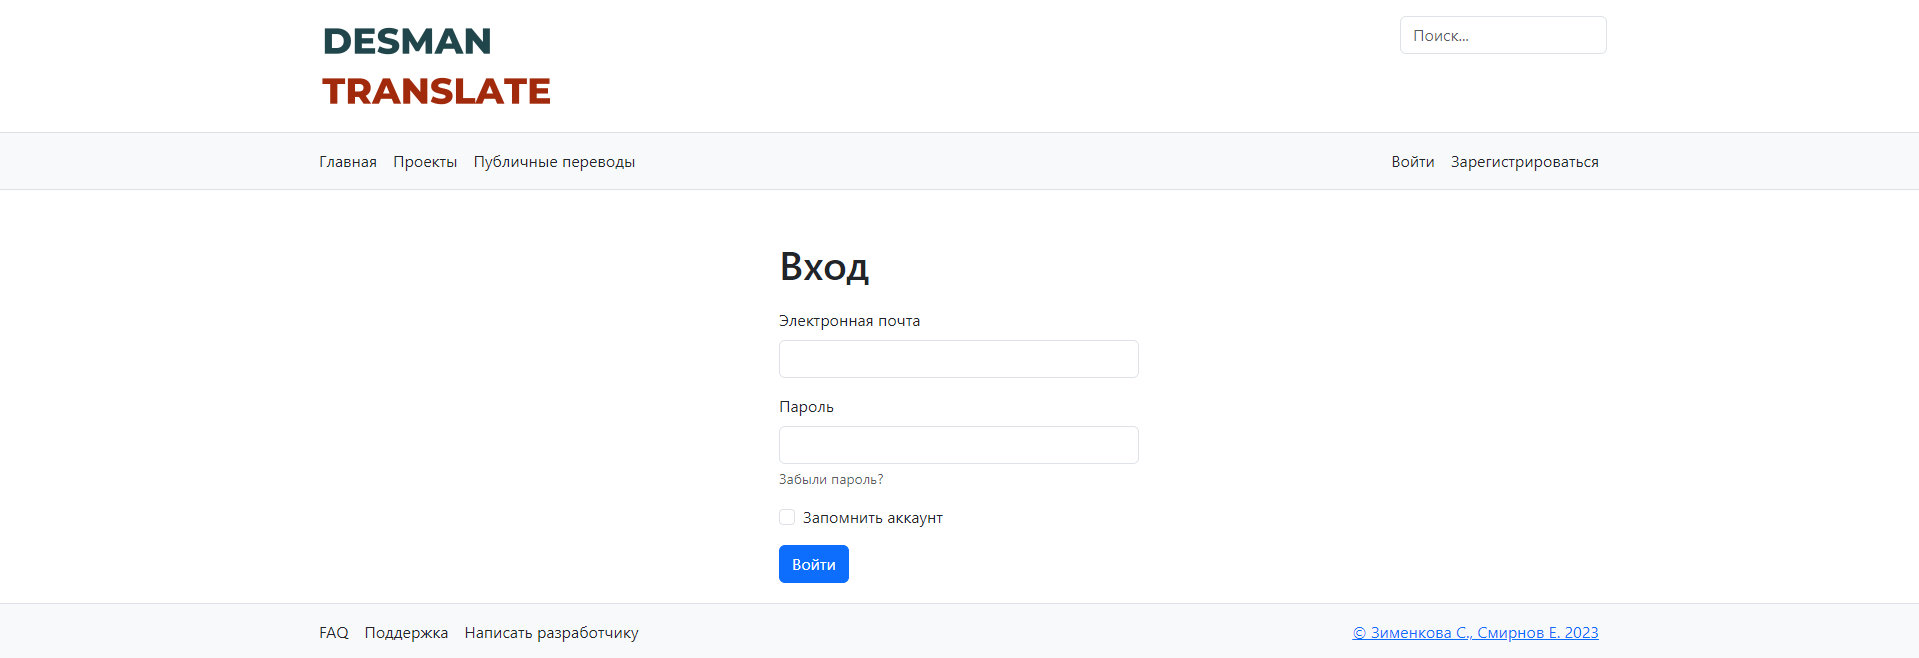 DESMAN
TRANSLATE
Поиск...
Главная Проекты Публичные переводы Войти Зарегистрироваться
Вход
Электронная почта
Пароль
Забыли пароль?
Запомнить аккаунт
Войти
FAQ Поддержка Написать разработчику © Зименкова С., Смирнов Е. 2023